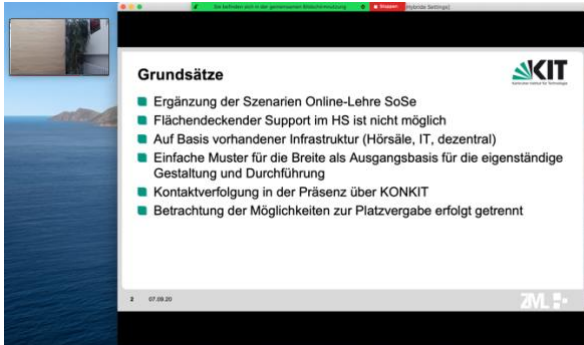 Sie befinden sich in der gemeinsamen Bildschirmnutzung
Stoppen
Hybride Settings]
Grundsätze
KIT
Karlsruher Institut für Technologie
Ergänzung der Szenarien Online-Lehre SoSe
Flächendeckender Support im HS ist nicht möglich
Auf Basis vorhandener Infrastruktur (Hörsäle, IT, dezentral)
Einfache Muster für die Breite als Ausgangsbasis für die eigenständige
Gestaltung und Durchführung
Kontaktverfolgung in der Präsenz über KONKIT
Betrachtung der Möglichkeiten zur Platzvergabe erfolgt getrennt
2 07.09.20
ZML